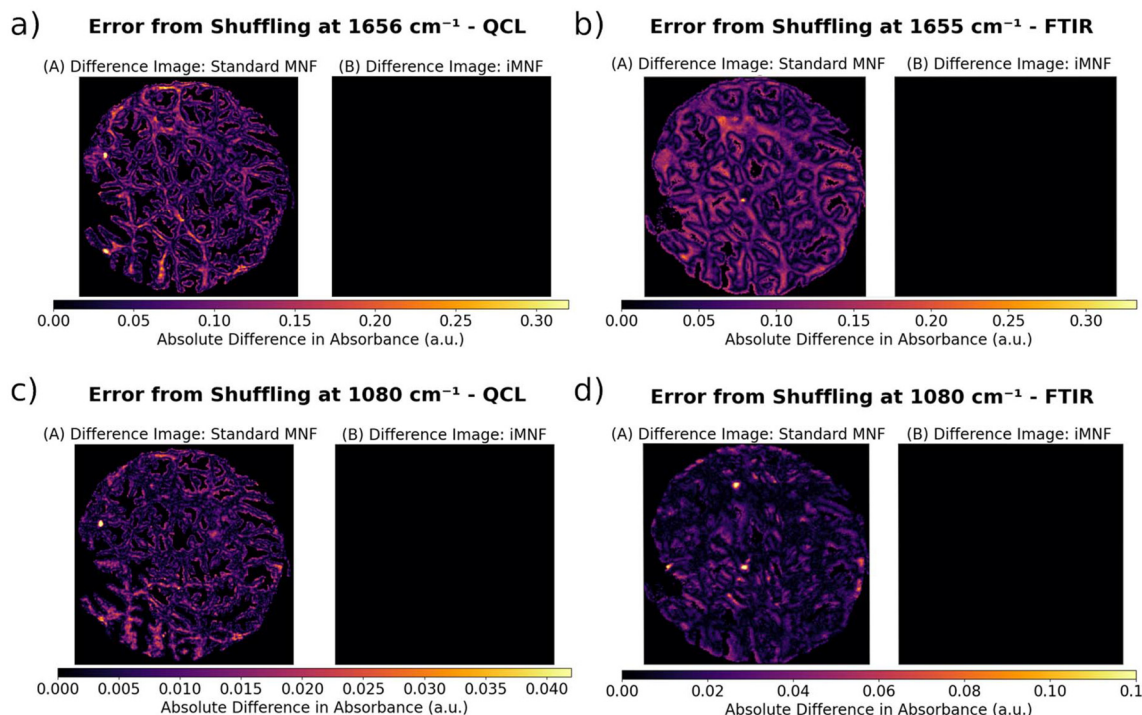 a) Error from Shuffling at 1656 cm⁻¹ - QCL
(A) Difference Image: Standard MNF (B) Difference Image: iMNF
0.00 0.05 0.10 0.15 0.20 0.25 0.30
Absolute Difference in Absorbance (a.u.)
b) Error from Shuffling at 1655 cm⁻¹ - FTIR
(A) Difference Image: Standard MNF (B) Difference Image: iMNF
0.00 0.05 0.10 0.15 0.20 0.25 0.30
Absolute Difference in Absorbance (a.u.)
c) Error from Shuffling at 1080 cm⁻¹ - QCL
(A) Difference Image: Standard MNF (B) Difference Image: iMNF
0.000 0.005 0.010 0.015 0.020 0.025 0.030 0.035 0.040
Absolute Difference in Absorbance (a.u.)
d) Error from Shuffling at 1080 cm⁻¹ - FTIR
(A) Difference Image: Standard MNF (B) Difference Image: iMNF
0.00 0.02 0.04 0.06 0.08 0.10 0.1
Absolute Difference in Absorbance (a.u.)